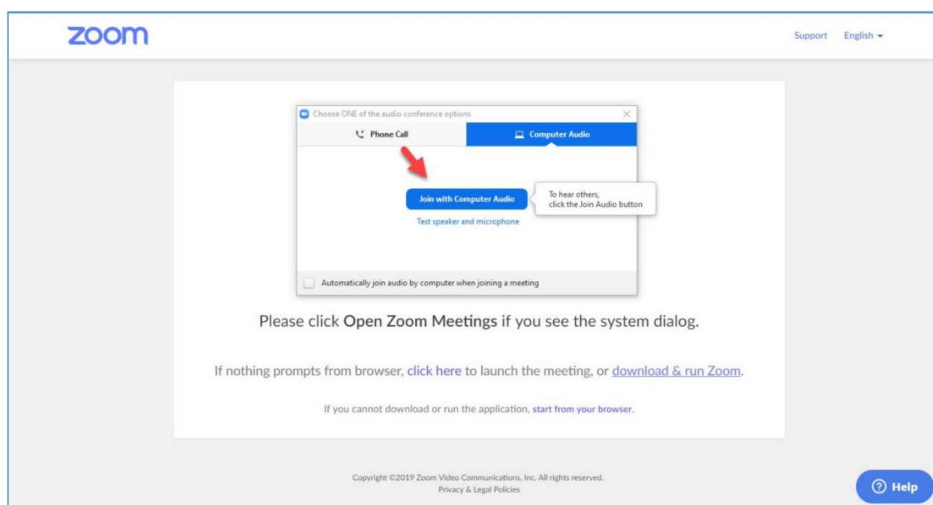 zoom
Support English
Choose ONE of the audio conference options
Phone Call Computer Audio
Join with Computer Audio
To hear others,
click the Join Audio button
Test speaker and microphone
Automatically join audio by computer when joining a meeting
Please click Open Zoom Meetings if you see the system dialog.
If nothing prompts from browser, click here to launch the meeting, or download & run Zoom.
If you cannot download or run the application, start from your browser.
Copyright ©2019 Zoom Video Communications, Inc. All rights reserved.
Privacy & Legal Policies
Help